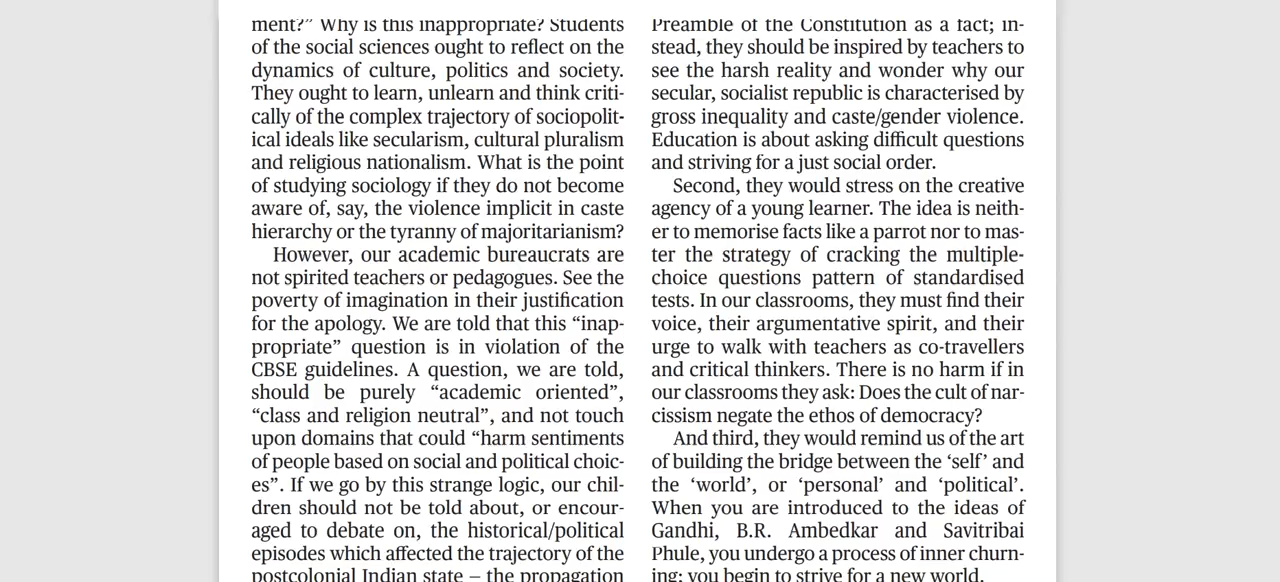 ment?” Why is this inappropriate? Students
of the social sciences ought to reflect on the
dynamics of culture, politics and society.
They ought to learn, unlearn and think criti-
cally of the complex trajectory of sociopolit-
ical ideals like secularism, cultural pluralism
and religious nationalism. What is the point
of studying sociology if they do not become
aware of, say, the violence implicit in caste
hierarchy or the tyranny of majoritarianism?
However, our academic bureaucrats are
not spirited teachers or pedagogues. See the
poverty of imagination in their justification
for the apology. We are told that this “inap-
propriate” question is in violation of the
CBSE guidelines. A question, we are told,
should be purely “academic oriented”,
“class and religion neutral”, and not touch
upon domains that could “harm sentiments
of people based on social and political choic-
es”. If we go by this strange logic, our chil-
dren should not be told about, or encour-
aged to debate on, the historical/political
episodes which affected the trajectory of the
postcolonial Indian state – the propagation
Preamble of the Constitution as a fact; in-
stead, they should be inspired by teachers to
see the harsh reality and wonder why our
secular, socialist republic is characterised by
gross inequality and caste/gender violence.
Education is about asking difficult questions
and striving for a just social order.
Second, they would stress on the creative
agency of a young learner. The idea is neith-
er to memorise facts like a parrot nor to mas-
ter the strategy of cracking the multiple-
choice questions pattern of standardised
tests. In our classrooms, they must find their
voice, their argumentative spirit, and their
urge to walk with teachers as co-travellers
and critical thinkers. There is no harm if in
our classrooms they ask: Does the cult of nar-
cissism negate the ethos of democracy?
And third, they would remind us of the art
of building the bridge between the ‘self’ and
the ‘world’, or ‘personal’ and ‘political’.
When you are introduced to the ideas of
Gandhi, B.R. Ambedkar and Savitribai
Phule, you undergo a process of inner churn-
ing; you begin to strive for a new world.